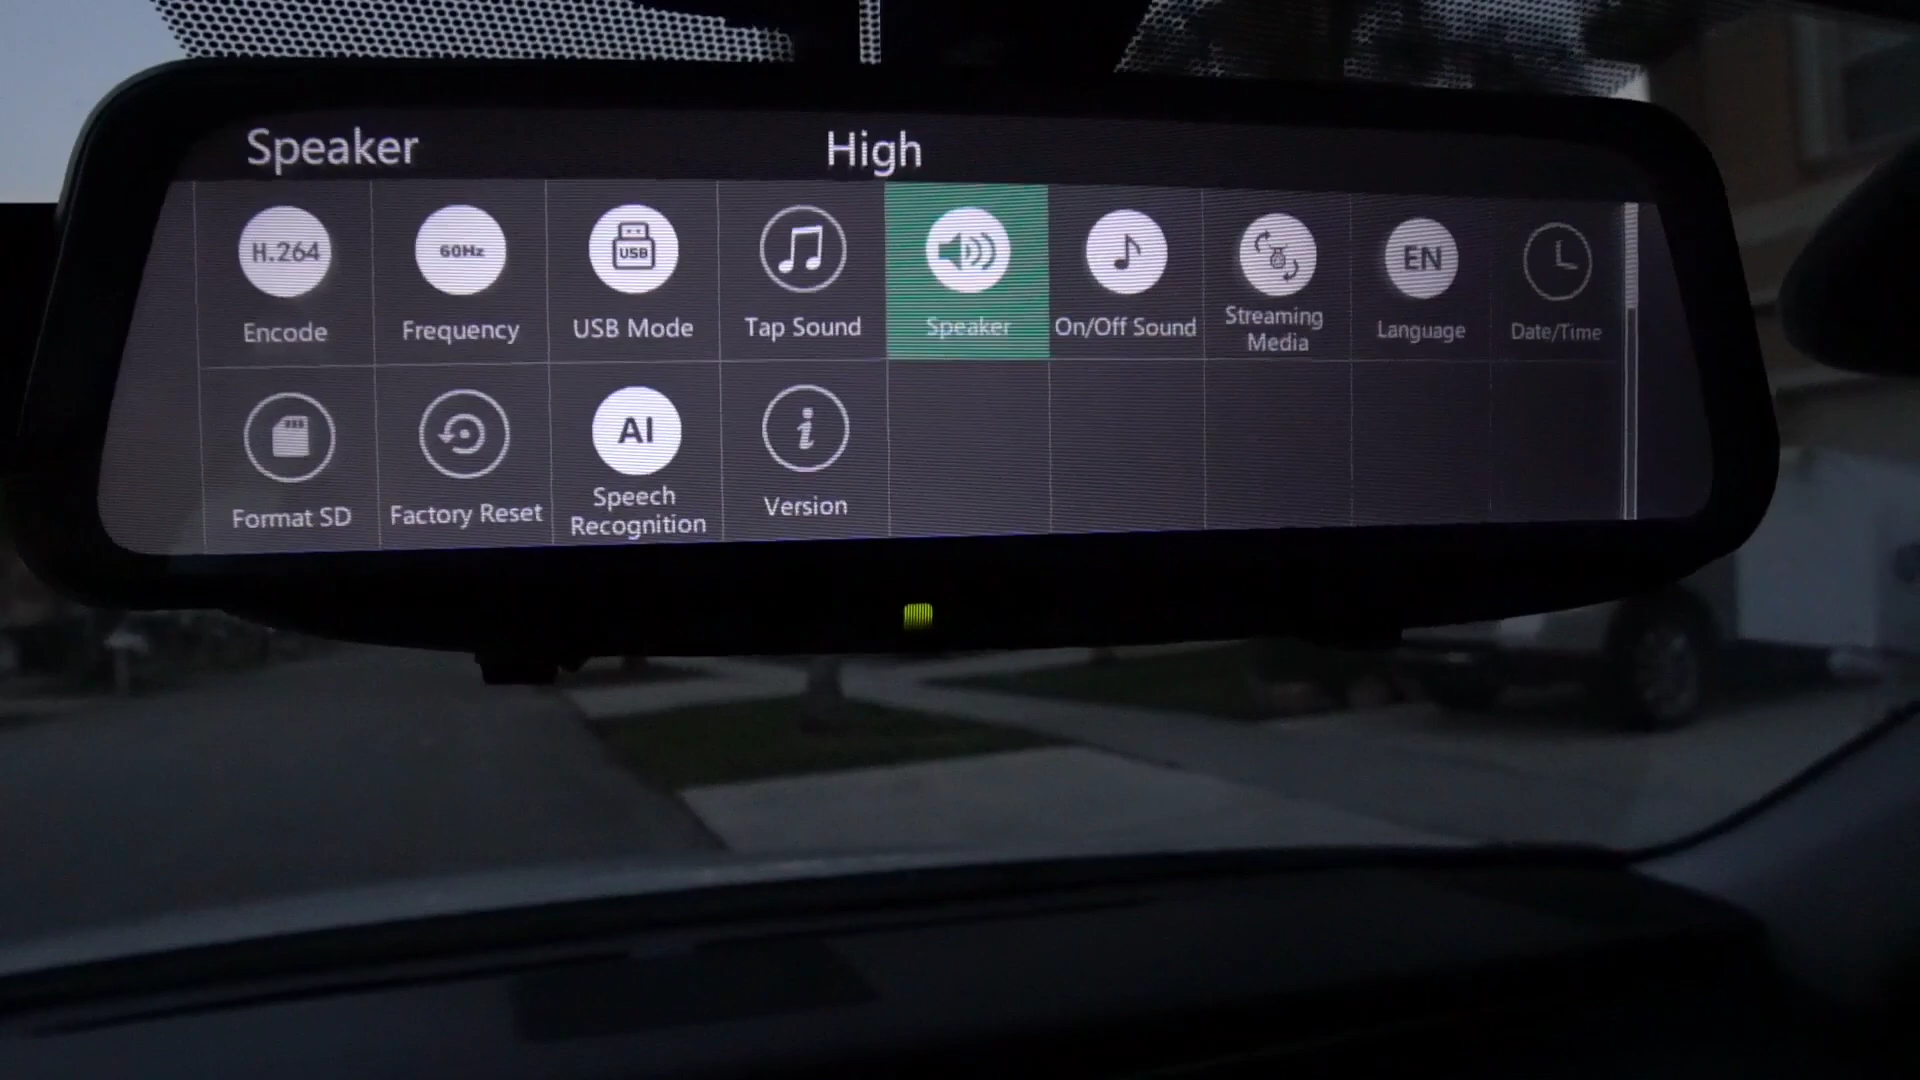 Speaker High
H.264 60Hz USB EN
Encode Frequency USB Mode Tap Sound Speaker On/Off Sound Streaming Media Language Date/Time
AI
Format SD Factory Reset Speech Recognition Version